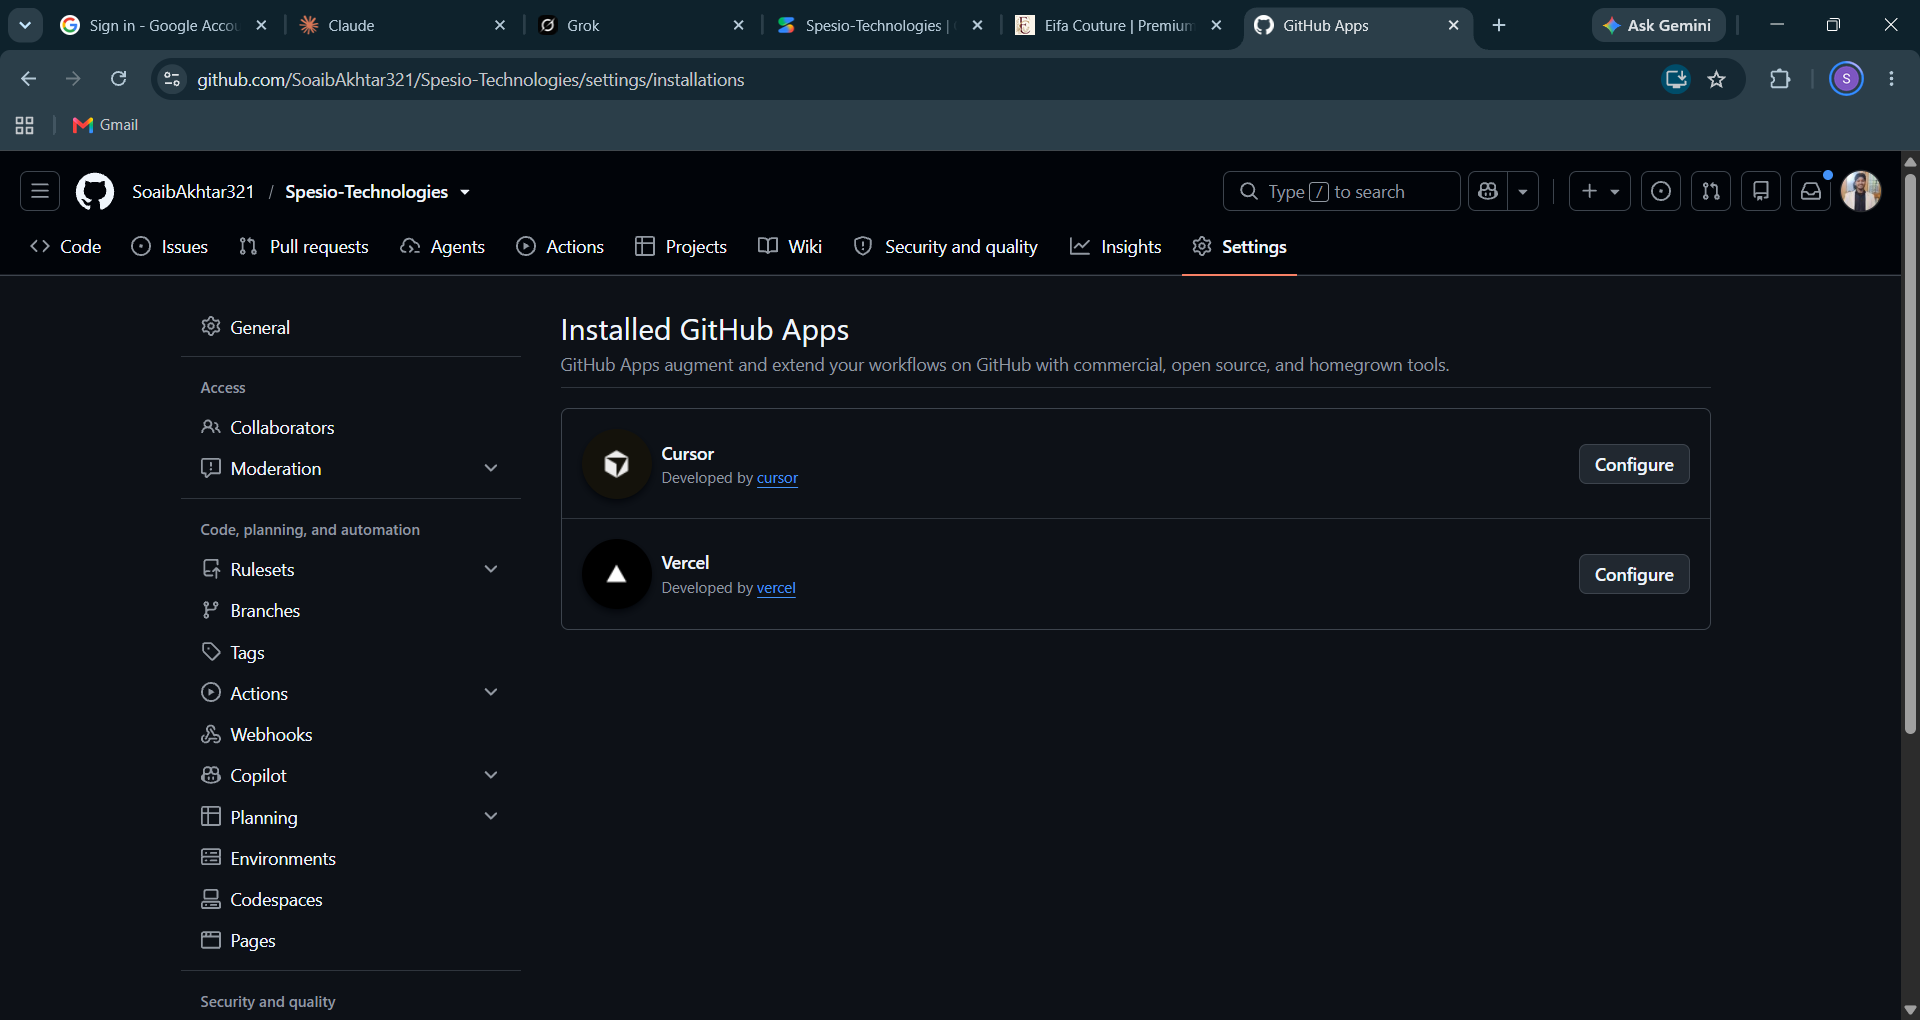 Sign in - Google Accou
Claude
Grok
Spesio-Technologies |
Eifa Couture | Premium
GitHub Apps
Ask Gemini
github.com/SoaibAkhtar321/Spesio-Technologies/settings/installations
S
Gmail
SoaibAkhtar321 / Spesio-Technologies
Type / to search
Code
Issues
Pull requests
Agents
Actions
Projects
Wiki
Security and quality
Insights
Settings
General
Access
Collaborators
Moderation
Code, planning, and automation
Rulesets
Branches
Tags
Actions
Webhooks
Copilot
Planning
Environments
Codespaces
Pages
Security and quality
Installed GitHub Apps
GitHub Apps augment and extend your workflows on GitHub with commercial, open source, and homegrown tools.
Cursor
Developed by cursor
Configure
Vercel
Developed by vercel
Configure